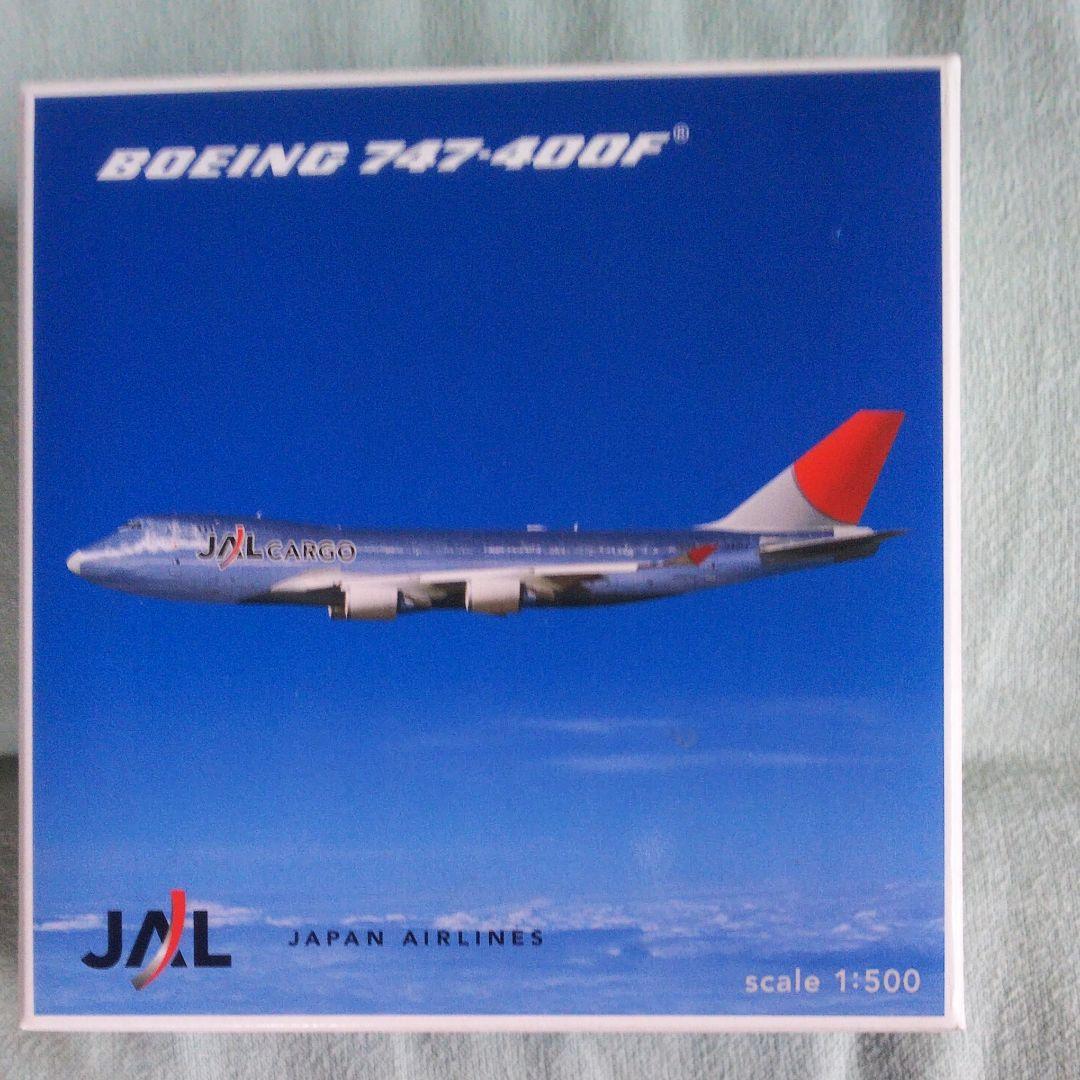 BOEING 747-400F®
JAL CARGO
JAL JAPAN AIRLINES
scale 1:500